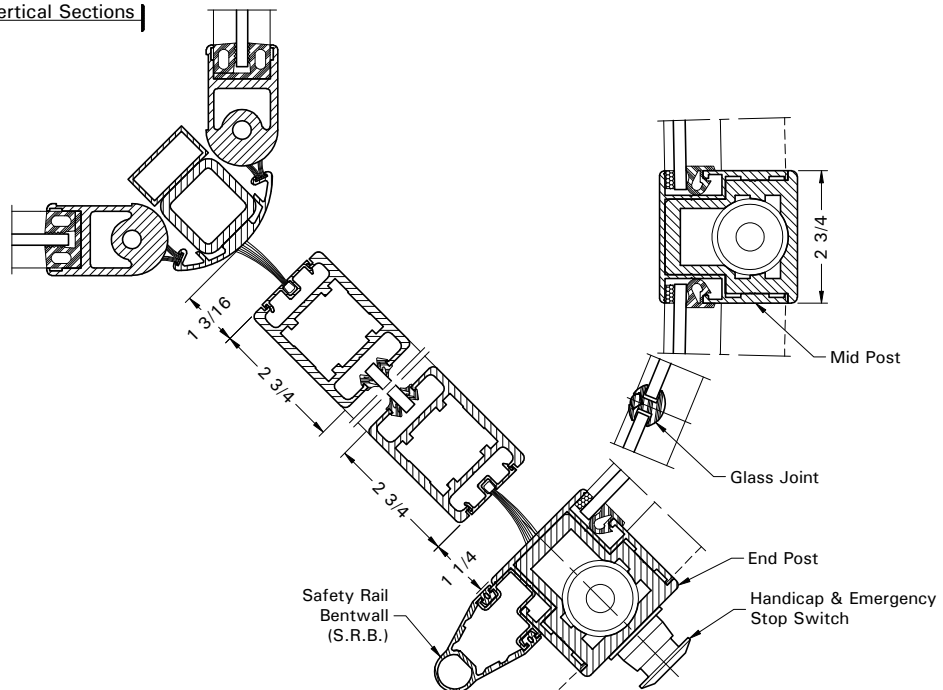 ertical Sections
1 3/16
2 3/4
2 3/4
1 1/4
2 3/4
Mid Post
Glass Joint
End Post
Handicap & Emergency
Stop Switch
Safety Rail
Bentwall
(S.R.B.)